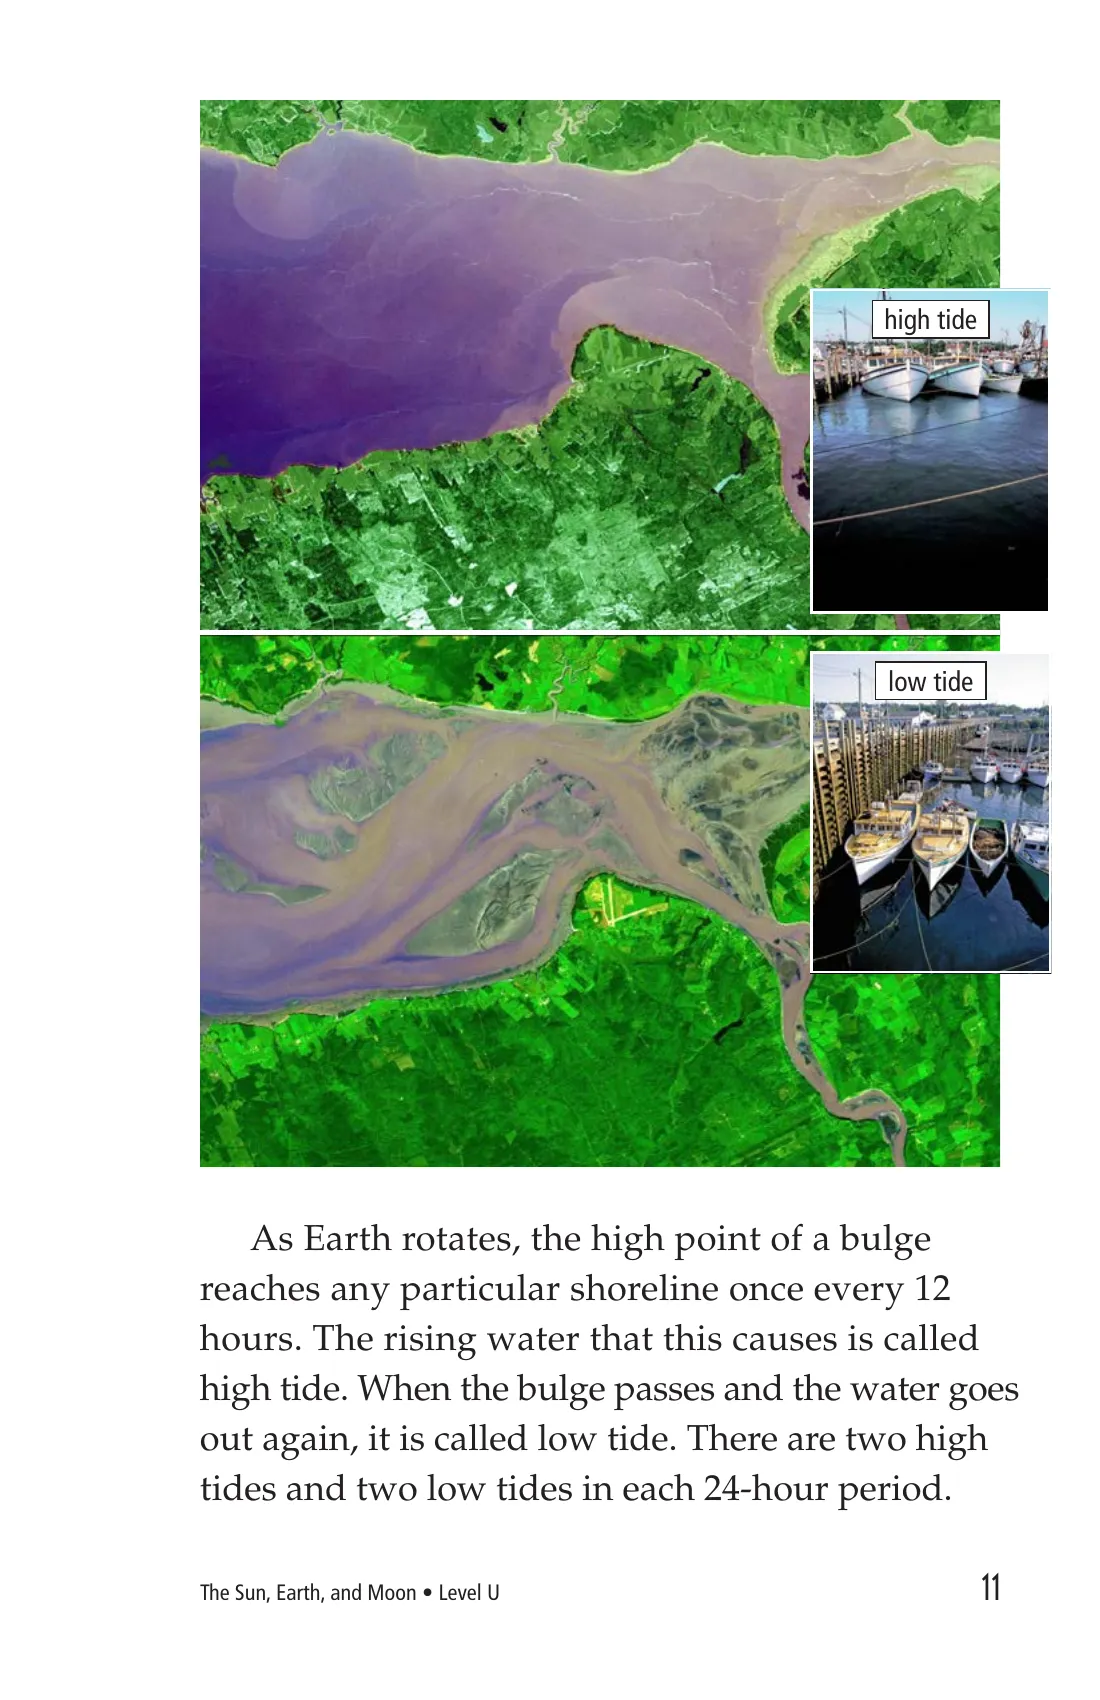 high tide
low tide
As Earth rotates, the high point of a bulge
reaches any particular shoreline once every 12
hours. The rising water that this causes is called
high tide. When the bulge passes and the water goes
out again, it is called low tide. There are two high
tides and two low tides in each 24-hour period.
The Sun, Earth, and Moon • Level U
11